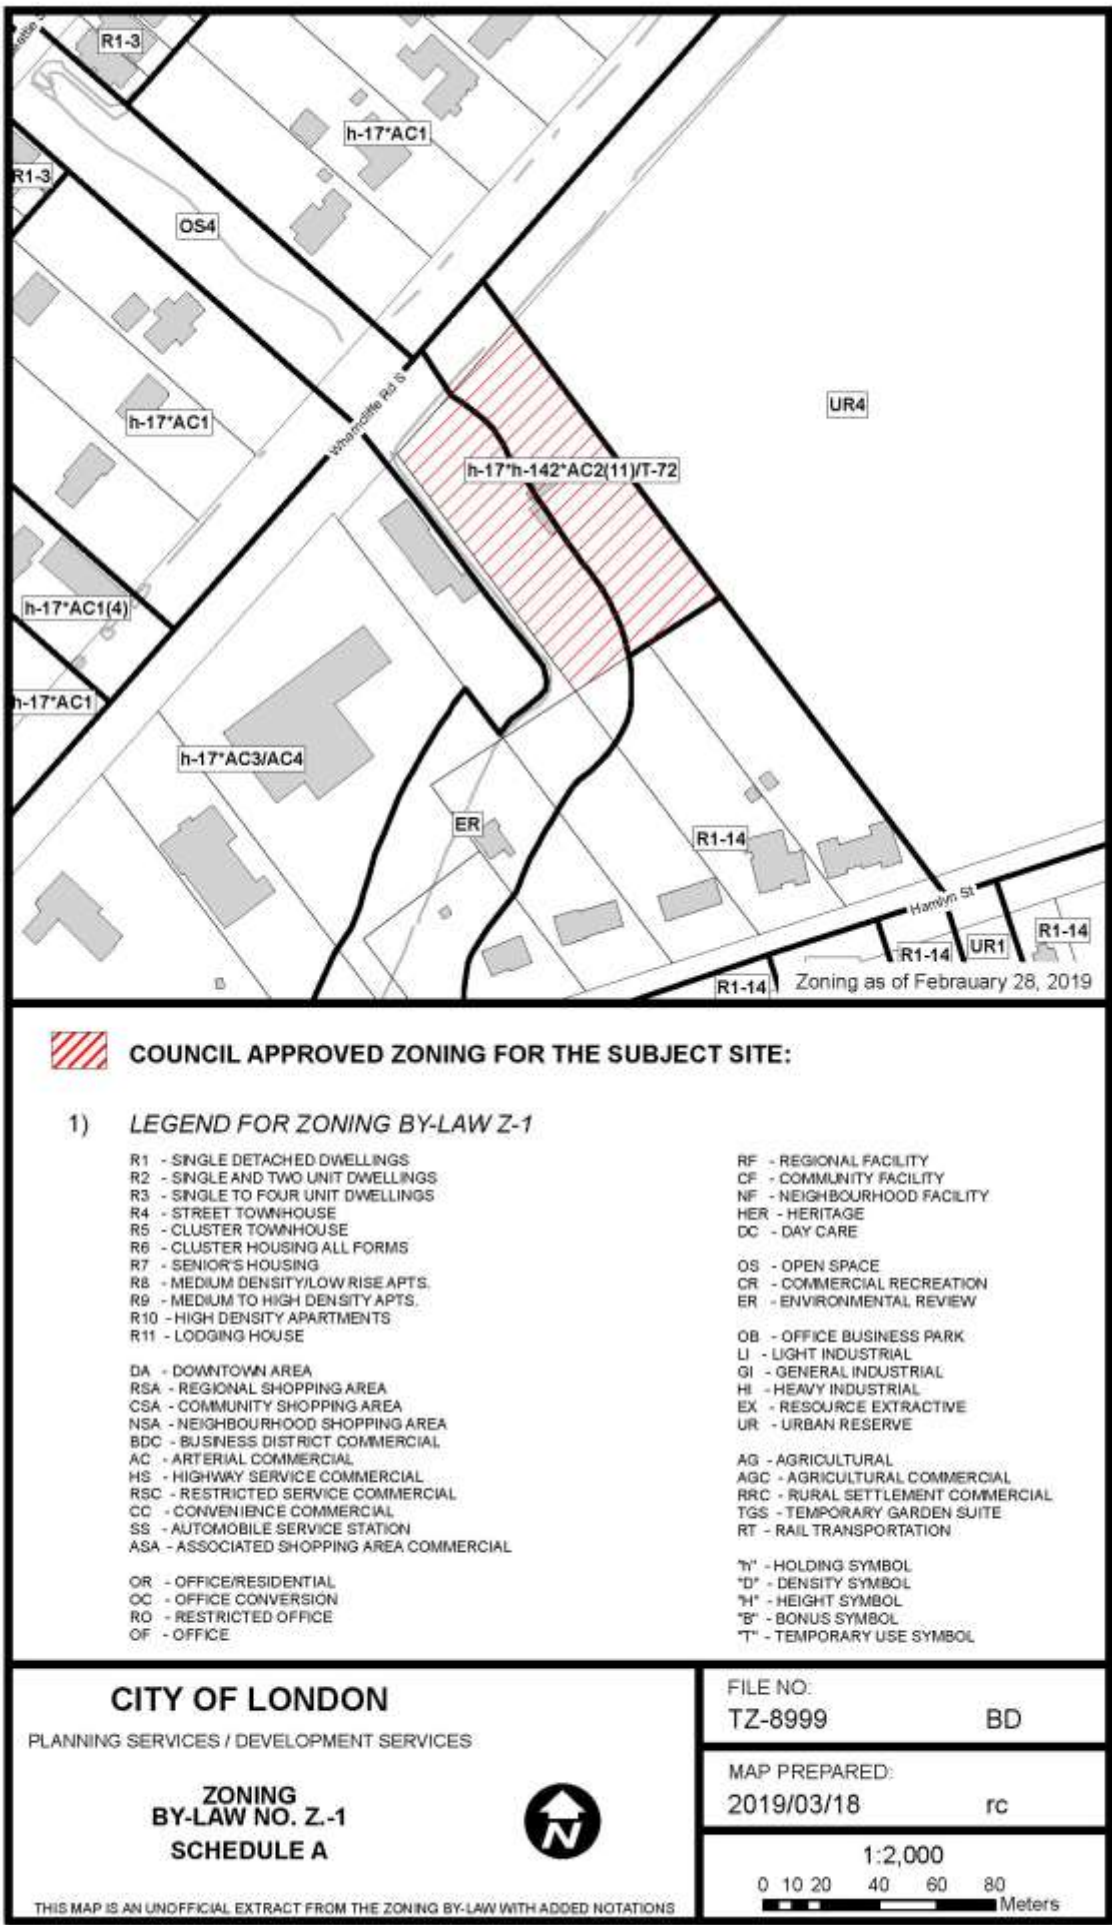 R1-3
h-17*AC1
R1-3
OS4
h-17*AC1
Wharncliffe Rd S
UR4
h-17*h-142*AC2(11)/T-72
h-17*AC1(4)
h-17*AC1
h-17*AC3/AC4
ER
R1-14
Hamlyn St
R1-14
UR1
R1-14
R1-14
Zoning as of Febrauary 28, 2019
COUNCIL APPROVED ZONING FOR THE SUBJECT SITE:
1) LEGEND FOR ZONING BY-LAW Z-1
R1 - SINGLE DETACHED DWELLINGS
R2 - SINGLE AND TWO UNIT DWELLINGS
R3 - SINGLE TO FOUR UNIT DWELLINGS
R4 - STREET TOWNHOUSE
R5 - CLUSTER TOWNHOUSE
R6 - CLUSTER HOUSING ALL FORMS
R7 - SENIOR'S HOUSING
R8 - MEDIUM DENSITY/LOW RISE APTS.
R9 - MEDIUM TO HIGH DENSITY APTS.
R10 - HIGH DENSITY APARTMENTS
R11 - LODGING HOUSE
DA - DOWNTOWN AREA
RSA - REGIONAL SHOPPING AREA
CSA - COMMUNITY SHOPPING AREA
NSA - NEIGHBOURHOOD SHOPPING AREA
BDC - BUSINESS DISTRICT COMMERCIAL
AC - ARTERIAL COMMERCIAL
HS - HIGHWAY SERVICE COMMERCIAL
RSC - RESTRICTED SERVICE COMMERCIAL
CC - CONVENIENCE COMMERCIAL
SS - AUTOMOBILE SERVICE STATION
ASA - ASSOCIATED SHOPPING AREA COMMERCIAL
OR - OFFICE/RESIDENTIAL
OC - OFFICE CONVERSION
RO - RESTRICTED OFFICE
OF - OFFICE
RF - REGIONAL FACILITY
CF - COMMUNITY FACILITY
NF - NEIGHBOURHOOD FACILITY
HER - HERITAGE
DC - DAY CARE
OS - OPEN SPACE
CR - COMMERCIAL RECREATION
ER - ENVIRONMENTAL REVIEW
OB - OFFICE BUSINESS PARK
LI - LIGHT INDUSTRIAL
GI - GENERAL INDUSTRIAL
HI - HEAVY INDUSTRIAL
EX - RESOURCE EXTRACTIVE
UR - URBAN RESERVE
AG - AGRICULTURAL
AGC - AGRICULTURAL COMMERCIAL
RRC - RURAL SETTLEMENT COMMERCIAL
TGS - TEMPORARY GARDEN SUITE
RT - RAIL TRANSPORTATION
"h" - HOLDING SYMBOL
"D" - DENSITY SYMBOL
"H" - HEIGHT SYMBOL
"B" - BONUS SYMBOL
"T" - TEMPORARY USE SYMBOL
CITY OF LONDON
PLANNING SERVICES / DEVELOPMENT SERVICES
ZONING
BY-LAW NO. Z.-1
SCHEDULE A
N
THIS MAP IS AN UNOFFICIAL EXTRACT FROM THE ZONING BY-LAW WITH ADDED NOTATIONS
FILE NO:
TZ-8999 BD
MAP PREPARED:
2019/03/18 rc
1:2,000
0 10 20 40 60 80
Meters